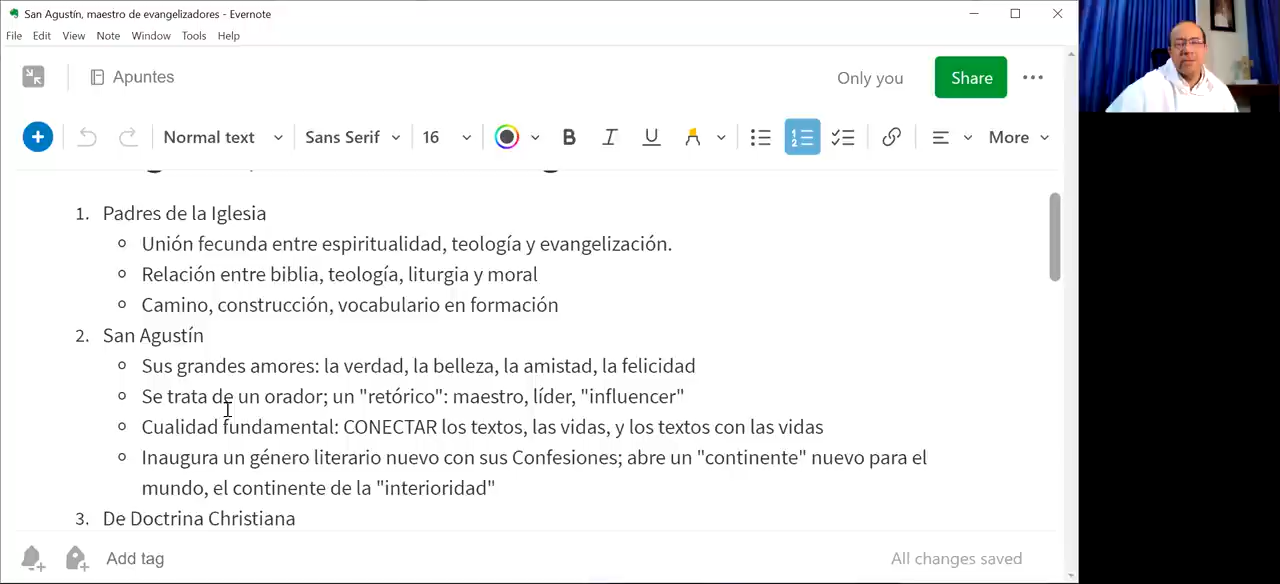 San Agustín, maestro de evangelizadores - Evernote
File Edit View Note Window Tools Help
Apuntes Only you Share
Normal text Sans Serif 16 B I U A More
1. Padres de la Iglesia
Unión fecunda entre espiritualidad, teología y evangelización.
Relación entre biblia, teología, liturgia y moral
Camino, construcción, vocabulario en formación
2. San Agustín
Sus grandes amores: la verdad, la belleza, la amistad, la felicidad
Se trata de un orador; un "retórico": maestro, líder, "influencer"
Cualidad fundamental: CONECTAR los textos, las vidas, y los textos con las vidas
Inaugura un género literario nuevo con sus Confesiones; abre un "continente" nuevo para el
mundo, el continente de la "interioridad"
3. De Doctrina Christiana
Add tag All changes saved